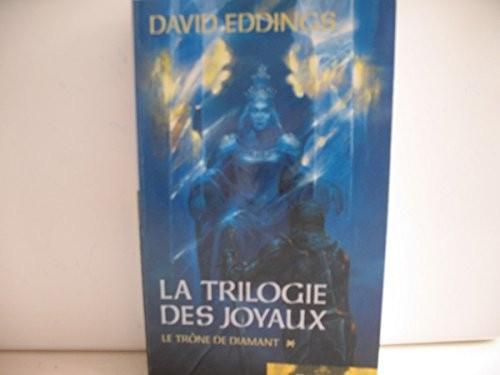 DAVID EDDINGS
LA TRILOGIE
DES JOYAUX
LE TRÔNE DE DIAMANT